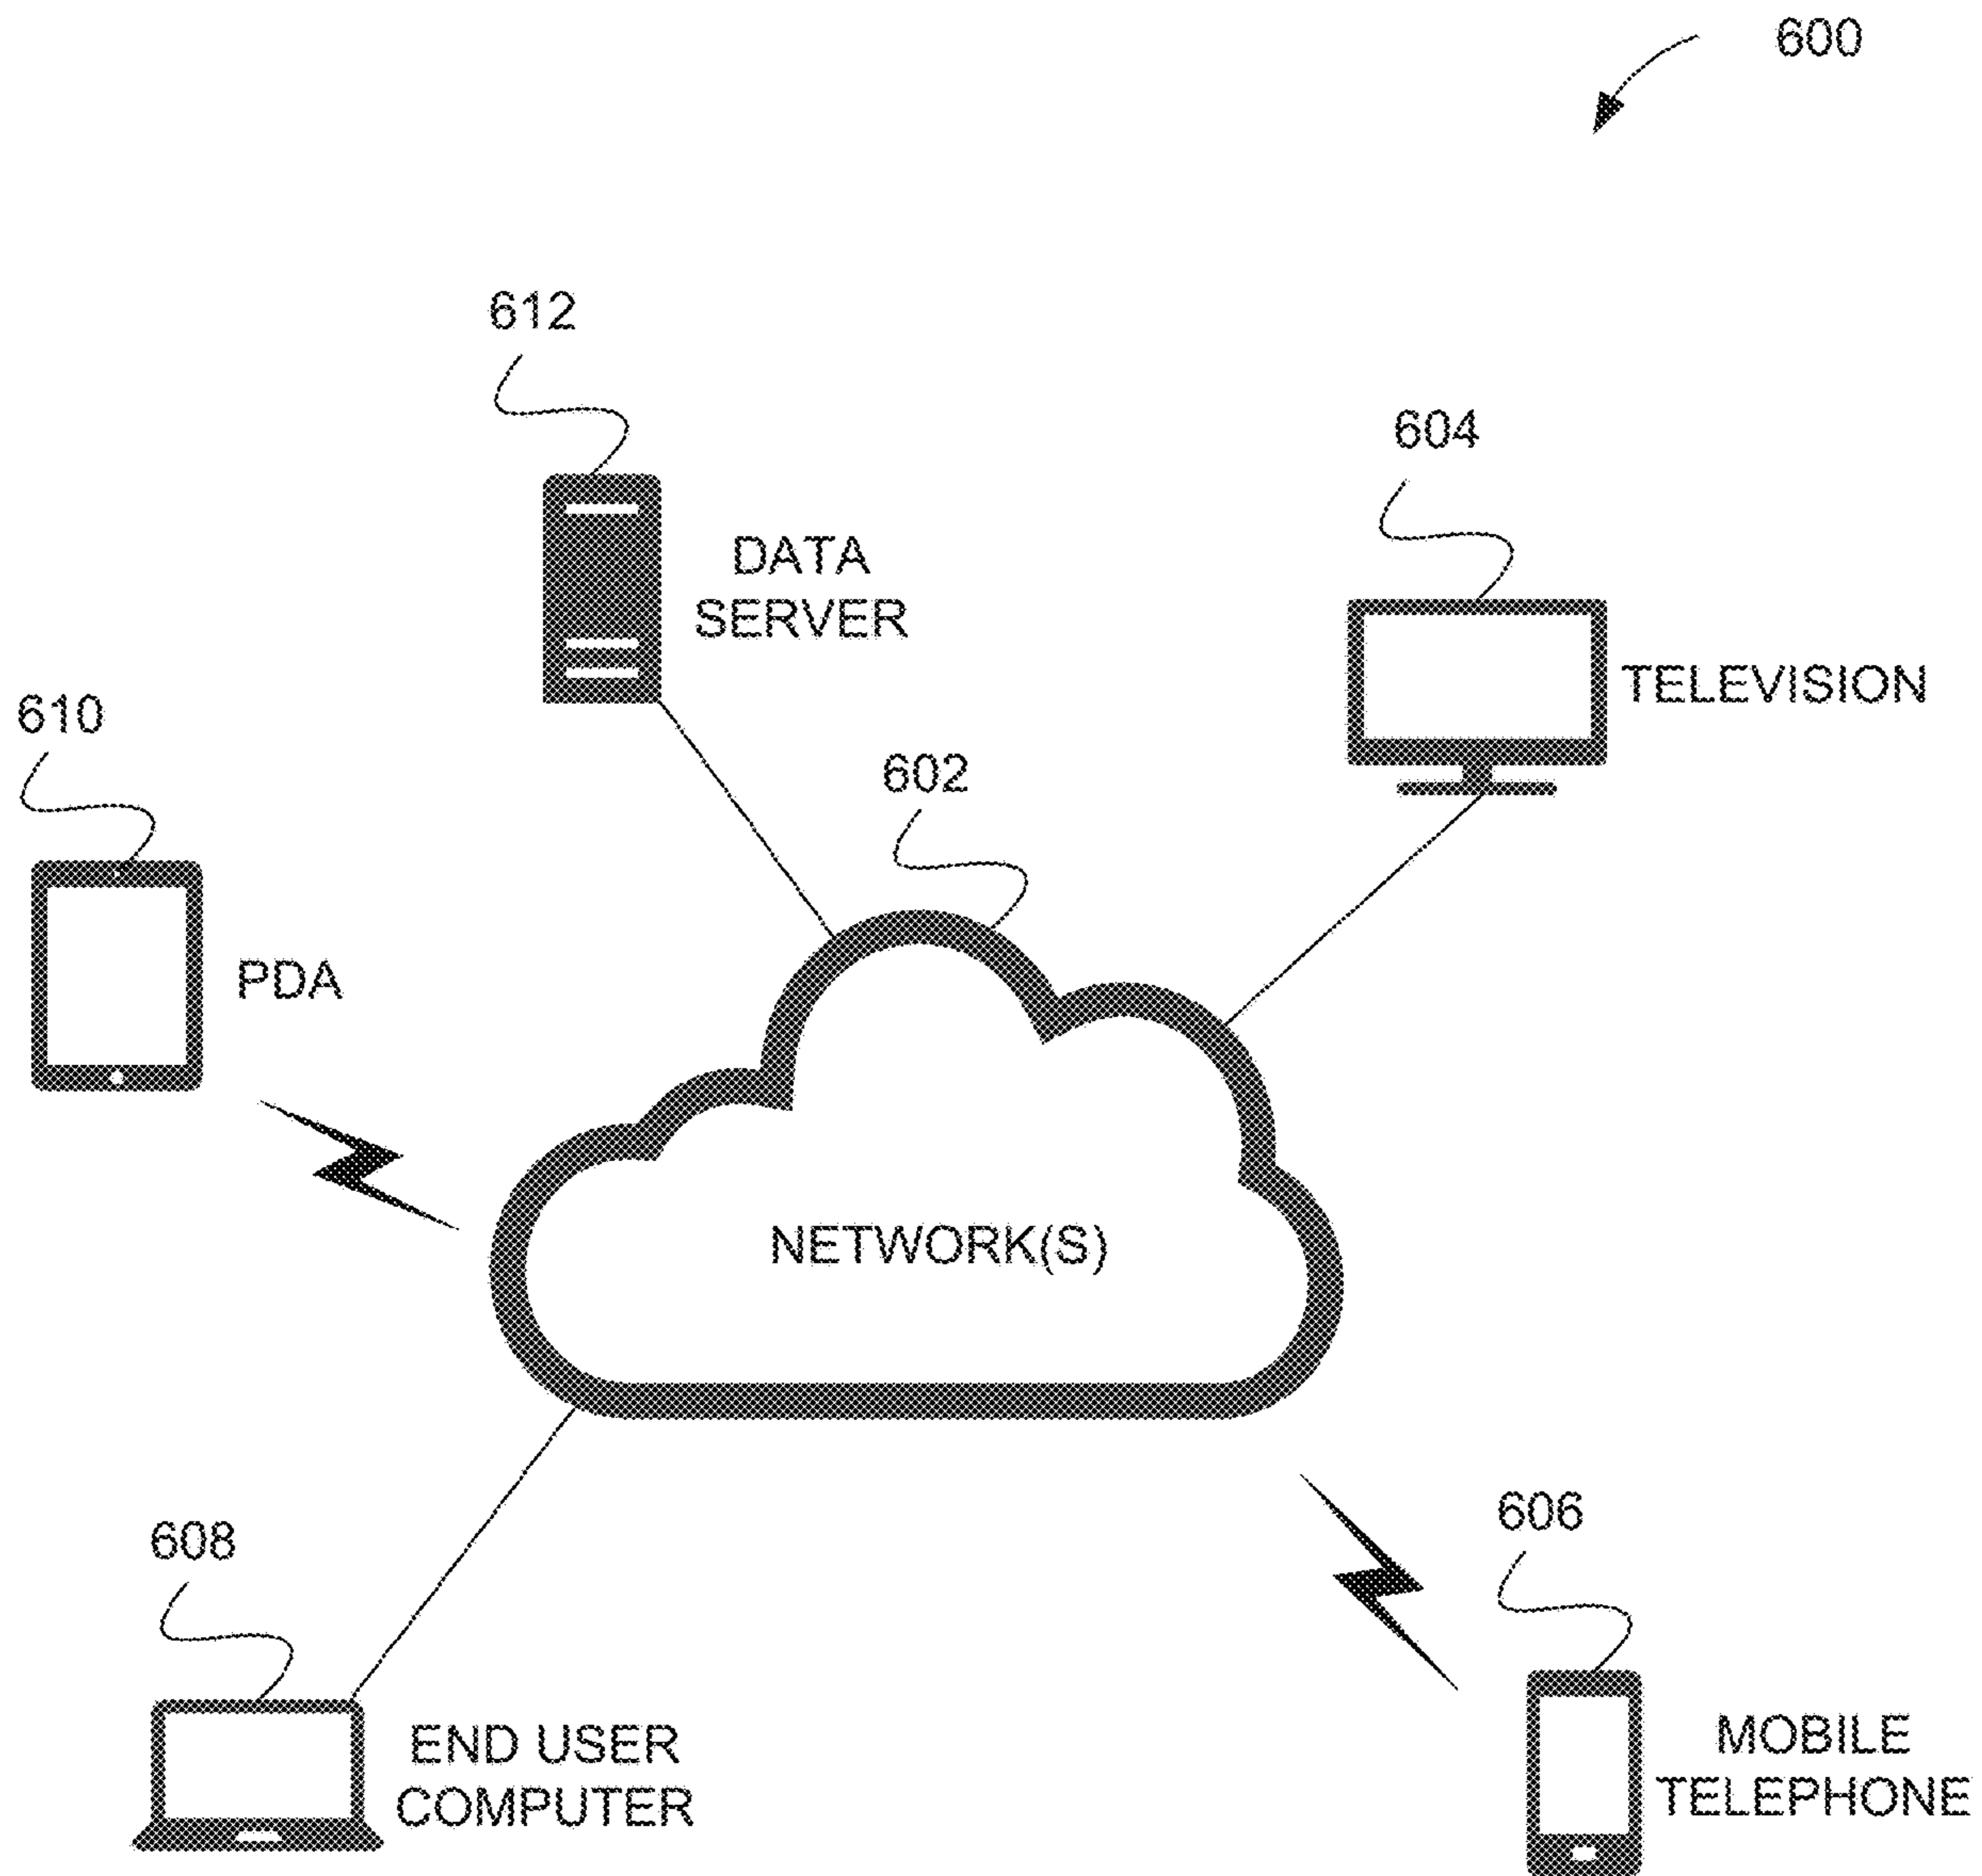 600
612
604
DATA
SERVER
TELEVISION
610
602
PDA
NETWORK(S)
608
606
END USER
COMPUTER
MOBILE
TELEPHONE